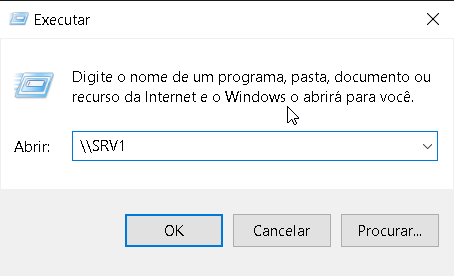 Executar
Digite o nome de um programa, pasta, documento ou
recurso da Internet e o Windows o abrirá para você.
Abrir: \\SRV1
OK Cancelar Procurar...